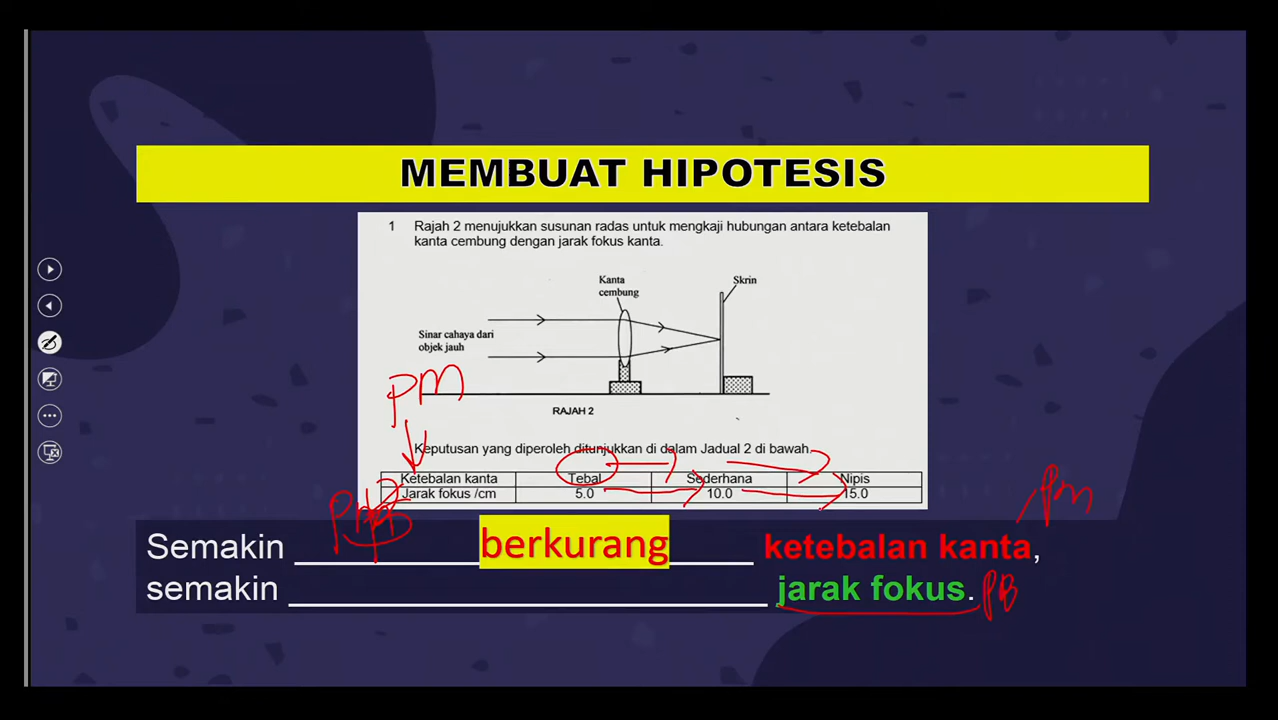 MEMBUAT HIPOTESIS
1 Rajah 2 menujukkan susunan radas untuk mengkaji hubungan antara ketebalan
kanta cembung dengan jarak fokus kanta.
Kanta
cembung
Skrin
Sinar cahaya dari
objek jauh
PM
RAJAH 2
Keputusan yang diperoleh ditunjukkan di dalam Jadual 2 di bawah.
Ketebalan kanta Tebal Sederhana Nipis
Jarak fokus /cm 5.0 10.0 15.0
pm
Semakin ____ berkurang ____ ketebalan kanta,
semakin ____ jarak fokus. PB